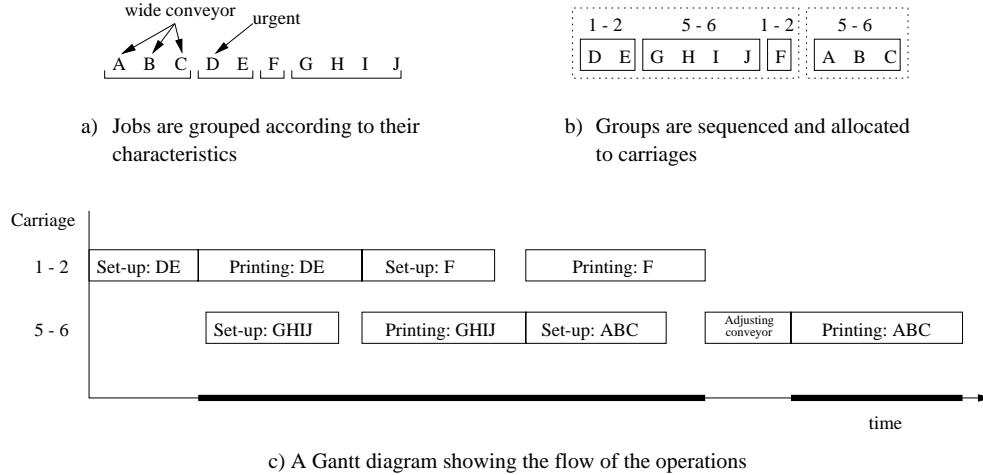 wide conveyor
urgent
A B C D E F G H I J
a) Jobs are grouped according to their
characteristics
1 - 2 5 - 6 1 - 2 5 - 6
D E G H I J F A B C
b) Groups are sequenced and allocated
to carriages
Carriage
1 - 2
Set-up: DE Printing: DE Set-up: F Printing: F
5 - 6
Set-up: GHIJ Printing: GHIJ Set-up: ABC Adjusting
conveyor
Printing: ABC
time
c) A Gantt diagram showing the flow of the operations